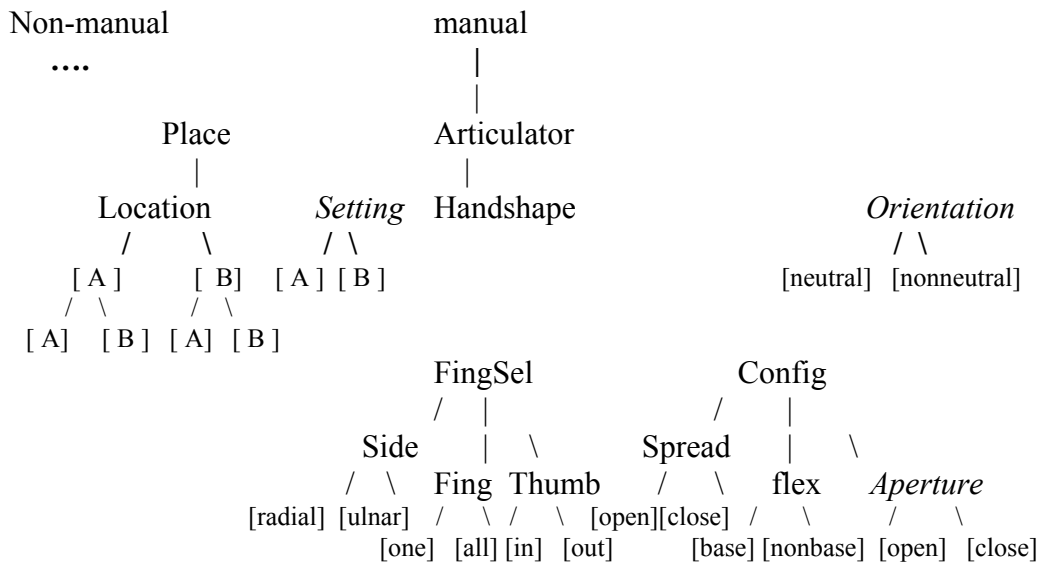 Non-manual manual
....
Place Articulator
Location Setting Handshape Orientation
[ A ] [ B] [ A ] [ B ] [neutral] [nonneutral]
[ A] [ B ] [ A] [ B ]
FingSel Config
Side Spread
Fing Thumb flex Aperture
[radial] [ulnar] [open][close]
[one] [all] [in] [out] [base] [nonbase] [open] [close]